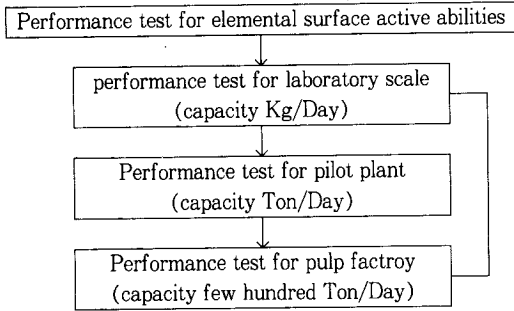 Performance test for elemental surface active abilities
performance test for laboratory scale
(capacity Kg/Day)
Performance test for pilot plant
(capacity Ton/Day)
Performance test for pulp factroy
(capacity few hundred Ton/Day)